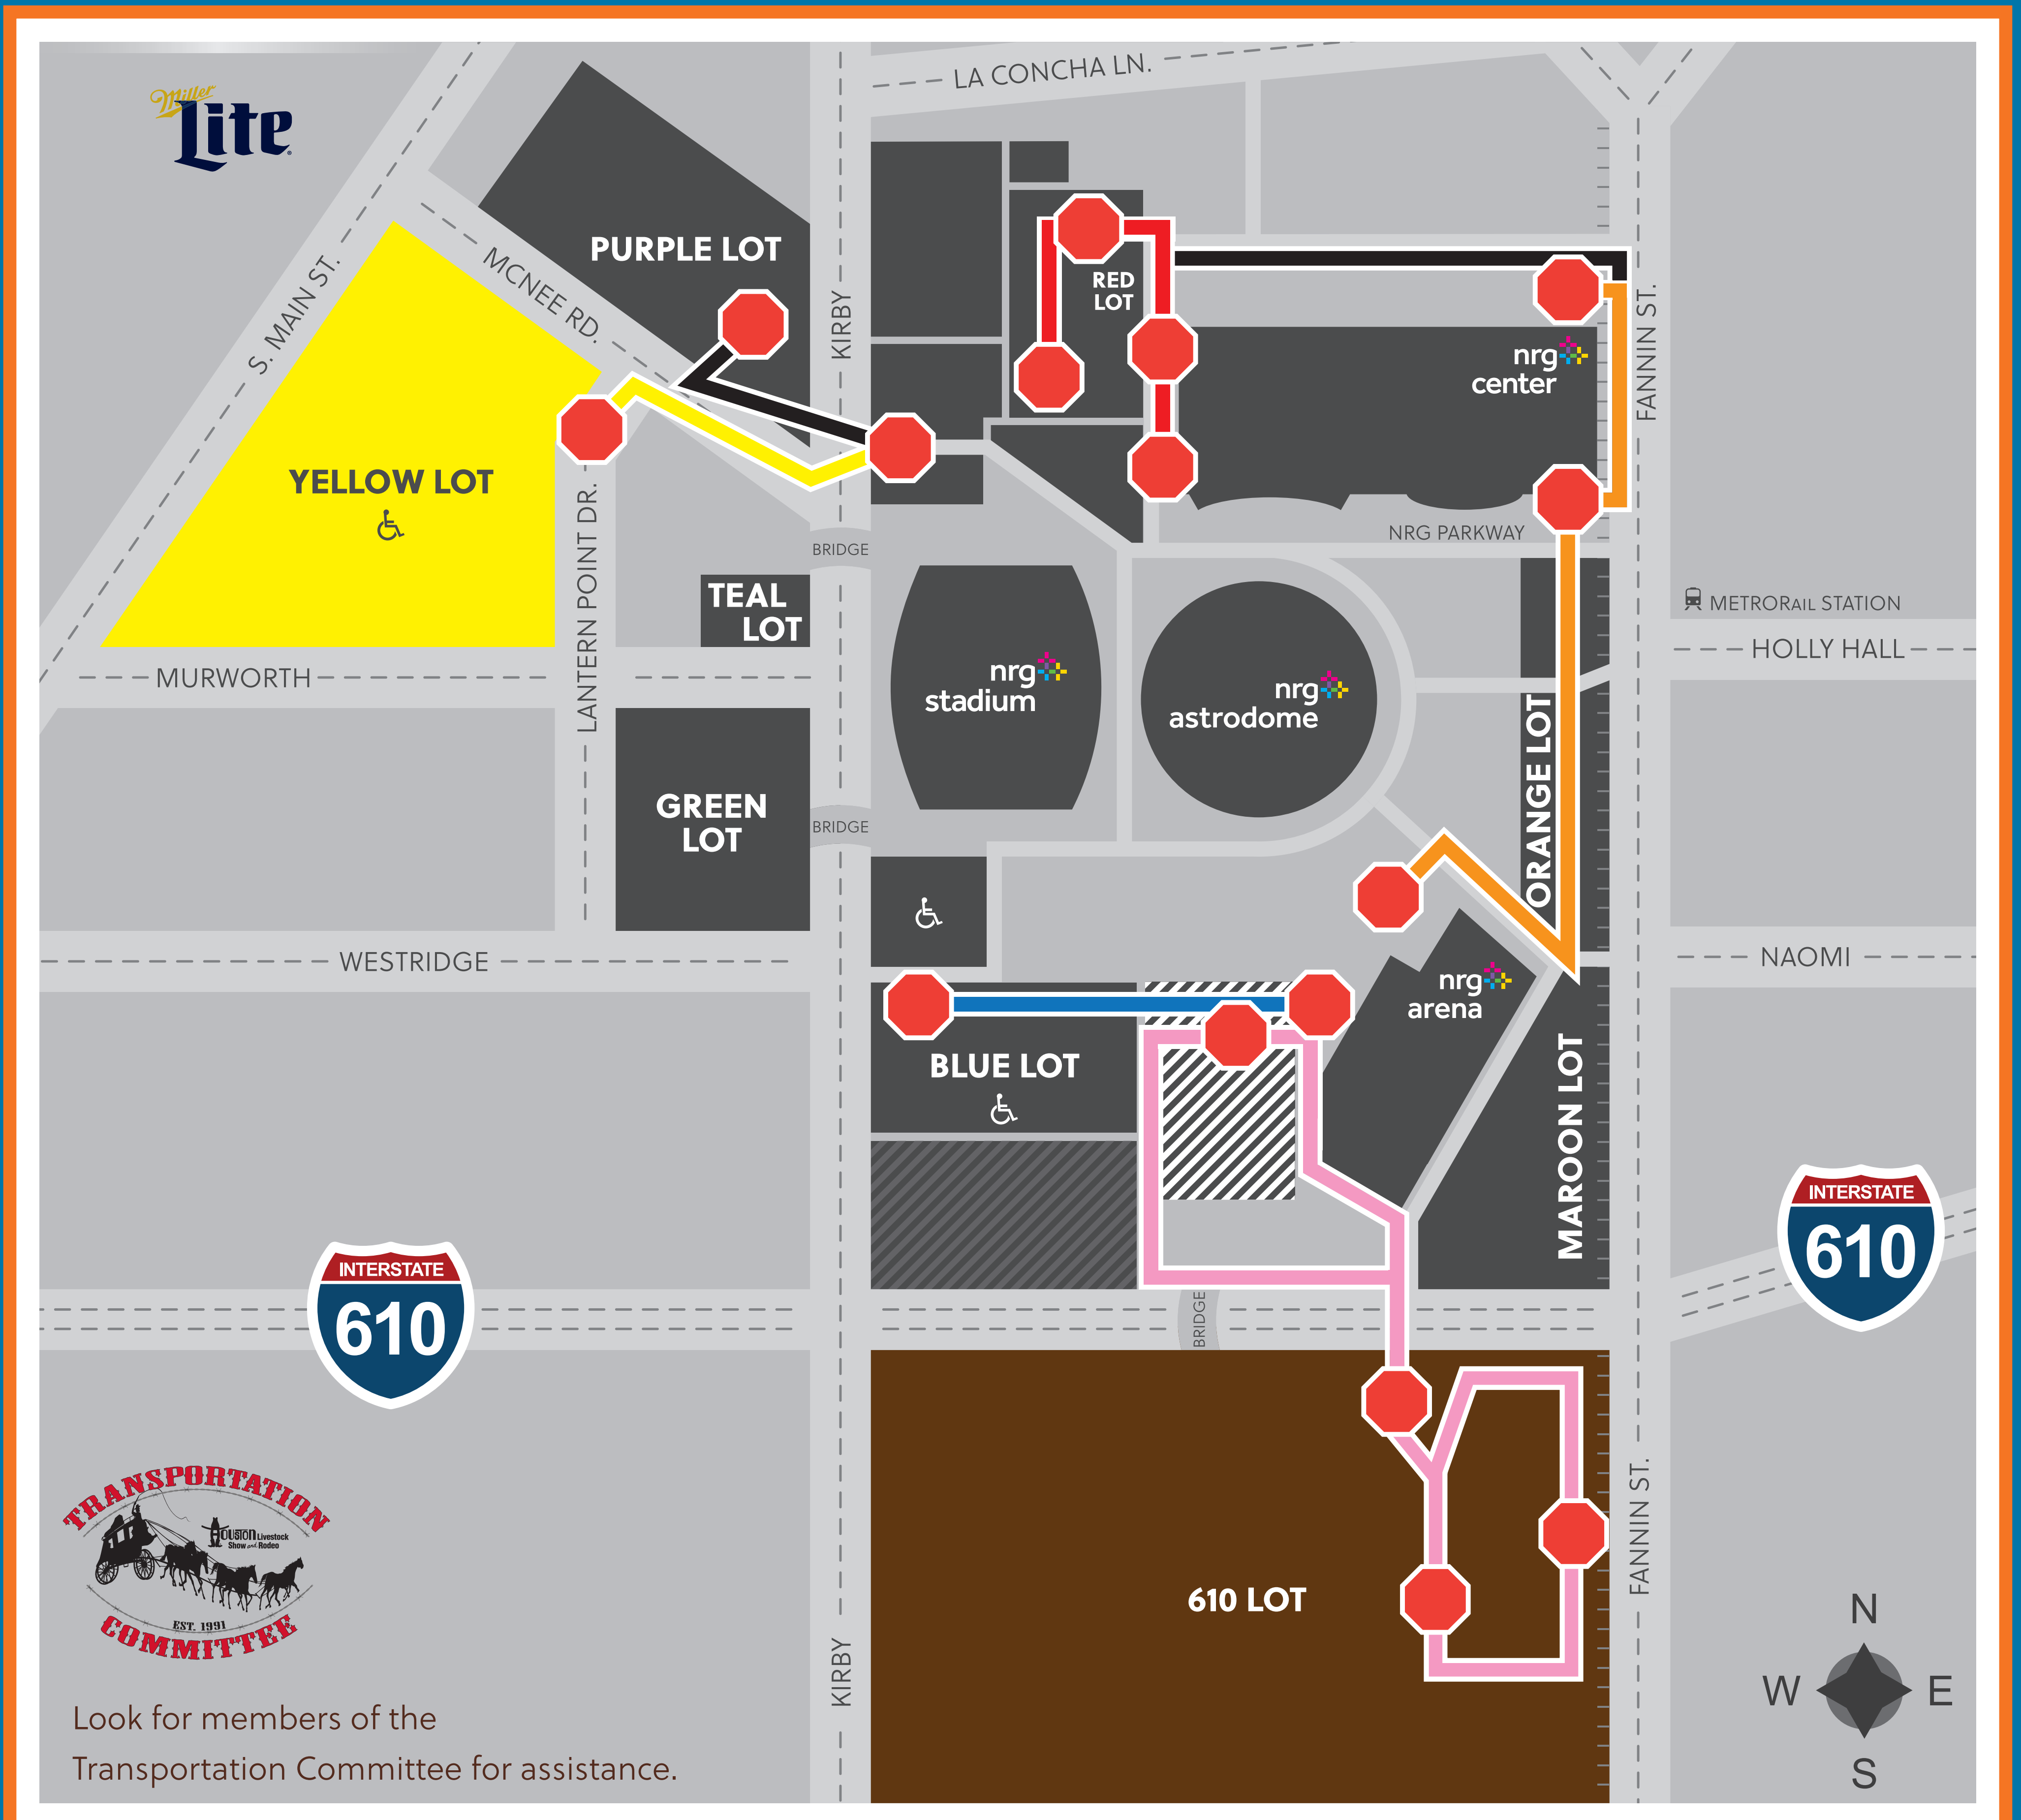 LA CONCHA LN.
Miller
Lite
PURPLE LOT
S. MAIN ST.
MCNEE RD.
KIRBY
RED
LOT
nrg
center
FANNIN ST.
YELLOW LOT
NRG PARKWAY
BRIDGE
LANTERN POINT DR.
TEAL
LOT
METRORAIL STATION
HOLLY HALL
MURWORTH
nrg
stadium
nrg
astrodome
ORANGE LOT
GREEN
LOT
BRIDGE
WESTRIDGE
NAOMI
nrg
arena
BLUE LOT
MAROON LOT
INTERSTATE
610
INTERSTATE
610
BRIDGE
TRANSPORTATION
1
HOUSTON Livestock
Show and Rodeo
EST. 1991
COMMITTEE
610 LOT
FANNIN ST.
KIRBY
N
W E
S
Look for members of the
Transportation Committee for assistance.